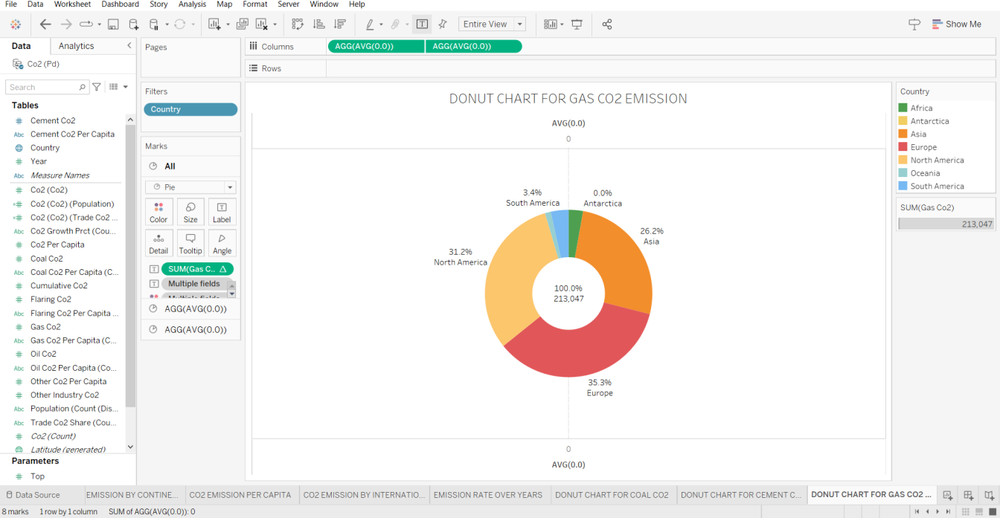 File Data Worksheet Dashboard Story Analysis Map Format Server Window Help
Entire View
Show Me
Data Analytics
Co2 (Pd)
Search
Tables
# Cement Co2
Abc Cement Co2 Per Capita
Country
# Year
Abc Measure Names
# Co2 (Co2)
=# Co2 (Co2) (Population)
=# Co2 (Co2) (Trade Co2 ...
Abc Co2 Growth Prct (Cou...
# Co2 Per Capita
# Coal Co2
Abc Coal Co2 Per Capita (C...
# Cumulative Co2
# Flaring Co2
Abc Flaring Co2 Per Capita ...
# Gas Co2
Abc Gas Co2 Per Capita (C...
# Oil Co2
Abc Oil Co2 Per Capita (Co...
# Other Co2 Per Capita
# Other Industry Co2
Abc Population (Count (Dis...
Abc Trade Co2 Share (Cou...
# Co2 (Count)
Latitude (generated)
Parameters
# Top
Pages
Filters
Country
Marks
All
Pie
Color Size Label
Detail Tooltip Angle
SUM(Gas C.. Δ
Multiple fields
Multiple fields
AGG(AVG(0.0))
AGG(AVG(0.0))
Columns AGG(AVG(0.0)) AGG(AVG(0.0))
Rows
DONUT CHART FOR GAS CO2 EMISSION
AVG(0.0)
0
3.4%
South America
0.0%
Antarctica
26.2%
Asia
31.2%
North America
100.0%
213,047
35.3%
Europe
0
AVG(0.0)
Country
Africa
Antarctica
Asia
Europe
North America
Oceania
South America
SUM(Gas Co2)
213,047
Data Source EMISSION BY CONTINE... CO2 EMISSION PER CAPITA CO2 EMISSION BY INTERNATIO... EMISSION RATE OVER YEARS DONUT CHART FOR COAL CO2 DONUT CHART FOR CEMENT C... DONUT CHART FOR GAS CO2 ...
8 marks 1 row by 1 column SUM of AGG(AVG(0.0)): 0